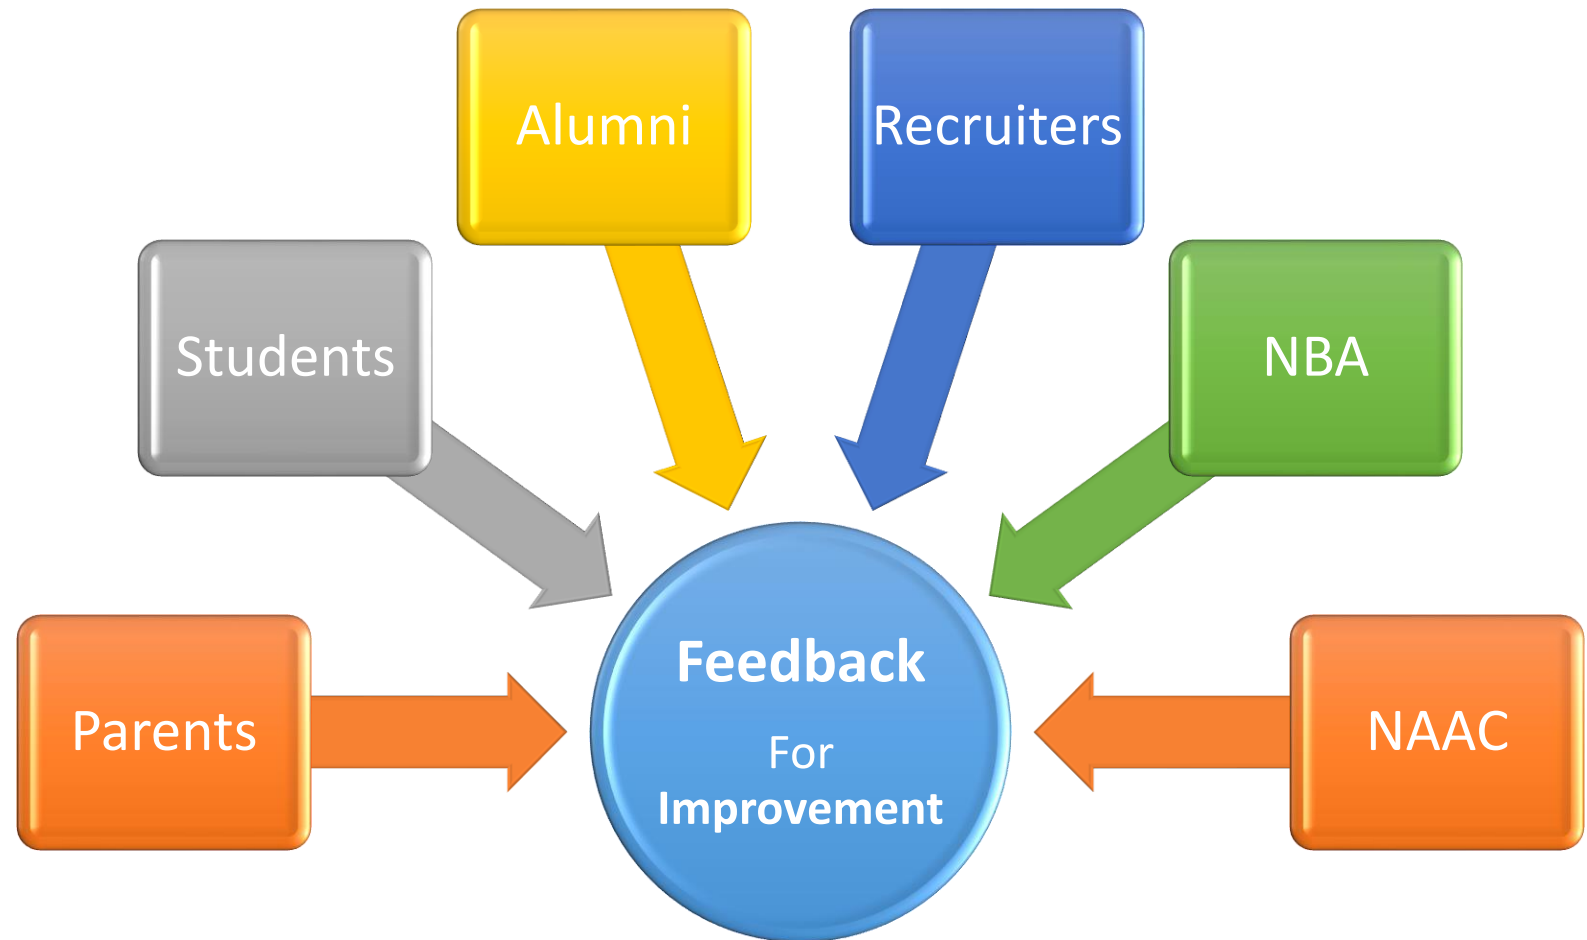 Alumni
Recruiters
Students
NBA
Parents
Feedback
For
Improvement
NAAC